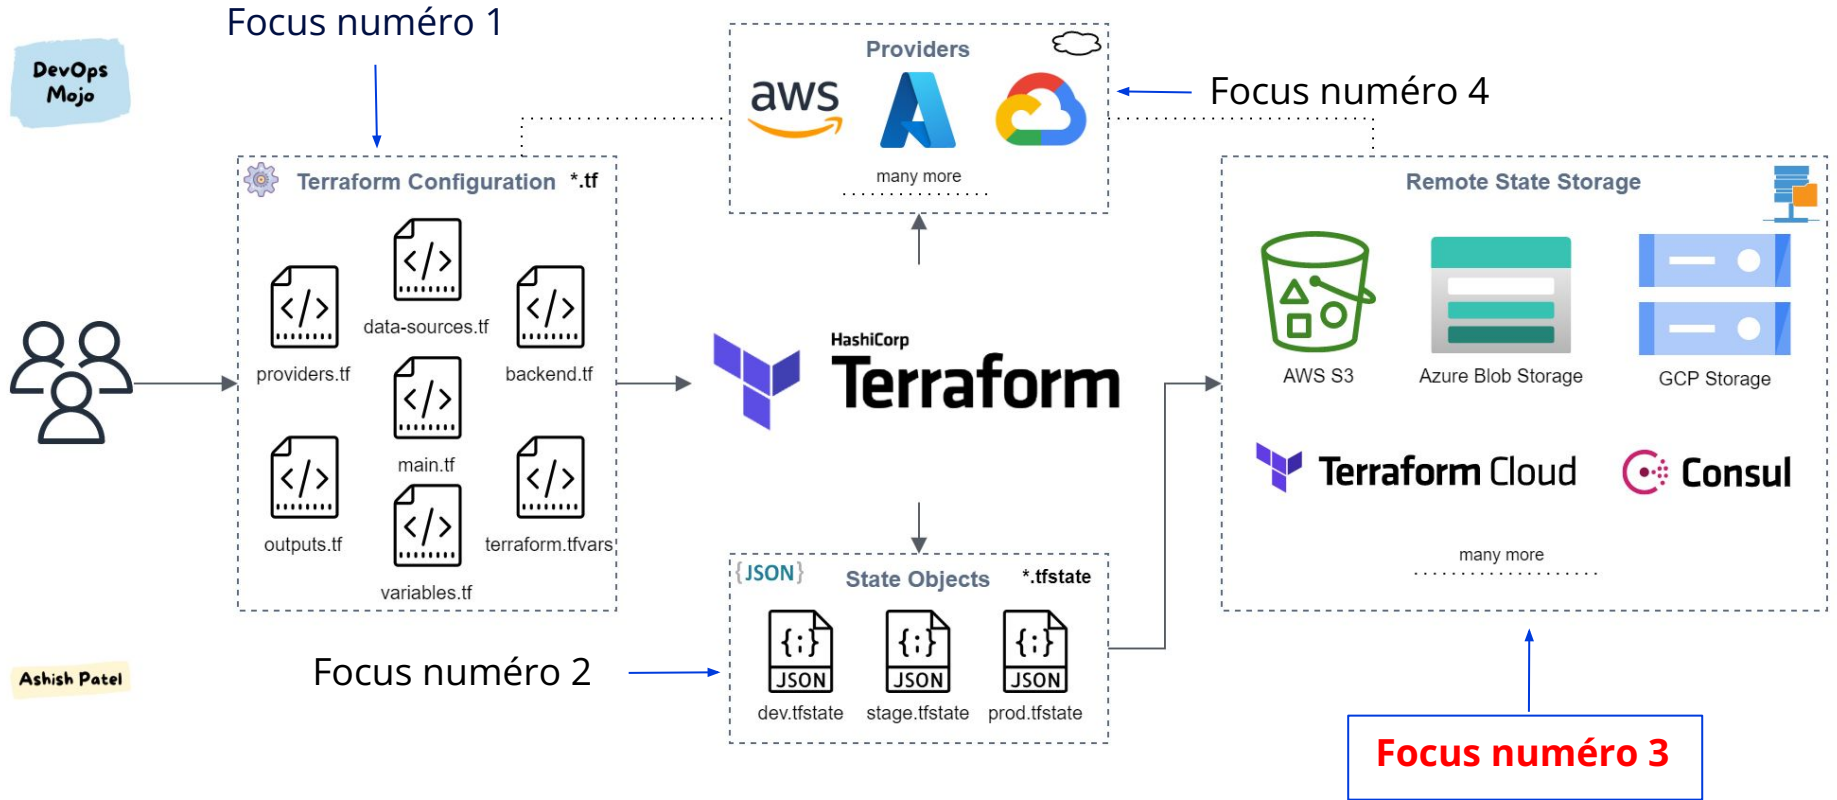 Focus numéro 1
DevOps
Mojo
Providers
aws
many more
Focus numéro 4
Terraform Configuration *.tf
data-sources.tf
providers.tf
backend.tf
main.tf
outputs.tf
terraform.tfvars
variables.tf
HashiCorp
Terraform
Remote State Storage
AWS S3
Azure Blob Storage
GCP Storage
Terraform Cloud
Consul
many more
{JSON}
State Objects *.tfstate
{;}
JSON
{;}
JSON
{;}
JSON
dev.tfstate
stage.tfstate
prod.tfstate
Focus numéro 2
Ashish Patel
Focus numéro 3